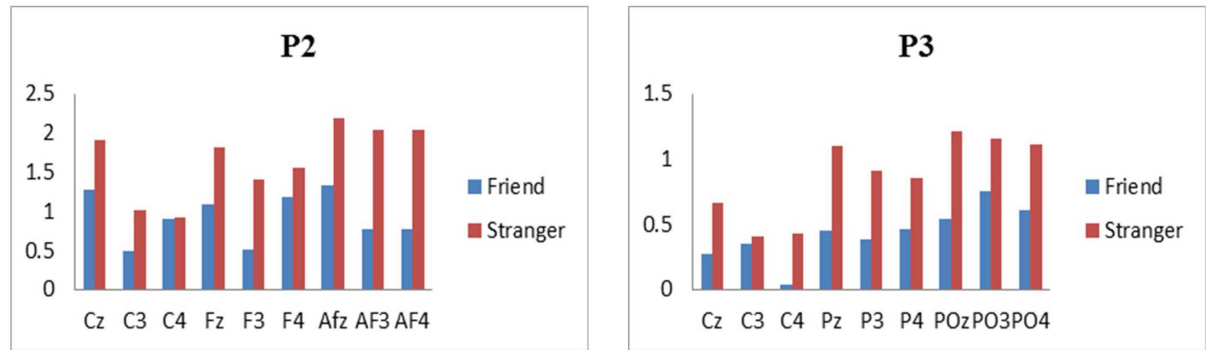 P2
2.5
2
1.5
1
0.5
0
Cz C3 C4 Fz F3 F4 Afz AF3 AF4
Friend
Stranger
P3
1.5
1
0.5
0
Cz C3 C4 Pz P3 P4 POz PO3 PO4
Friend
Stranger